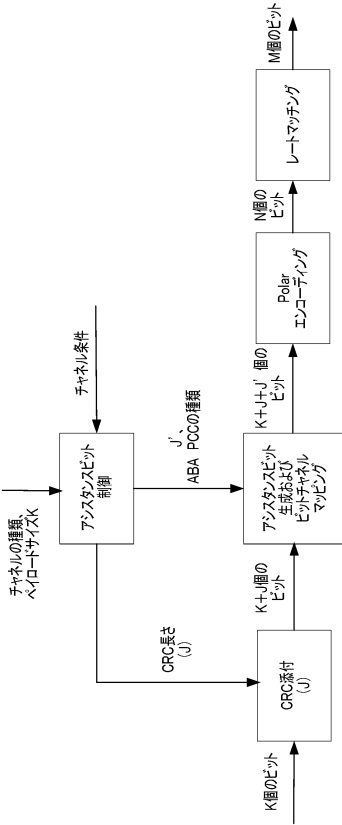 チャネルの種類、
ペイロードサイズK
チャネル条件
アシスタンスビット
制御
CRC長さ
(J)
J'、
ABA PCCの種類
K個のビット
CRC添付
(J)
K+J個の
ビット
アシスタンスビット
生成および
ビットチャネル
マッピング
K+J+J' 個の
ビット
Polar
エンコーディング
N個の
ビット
レートマッチング
M個のビット